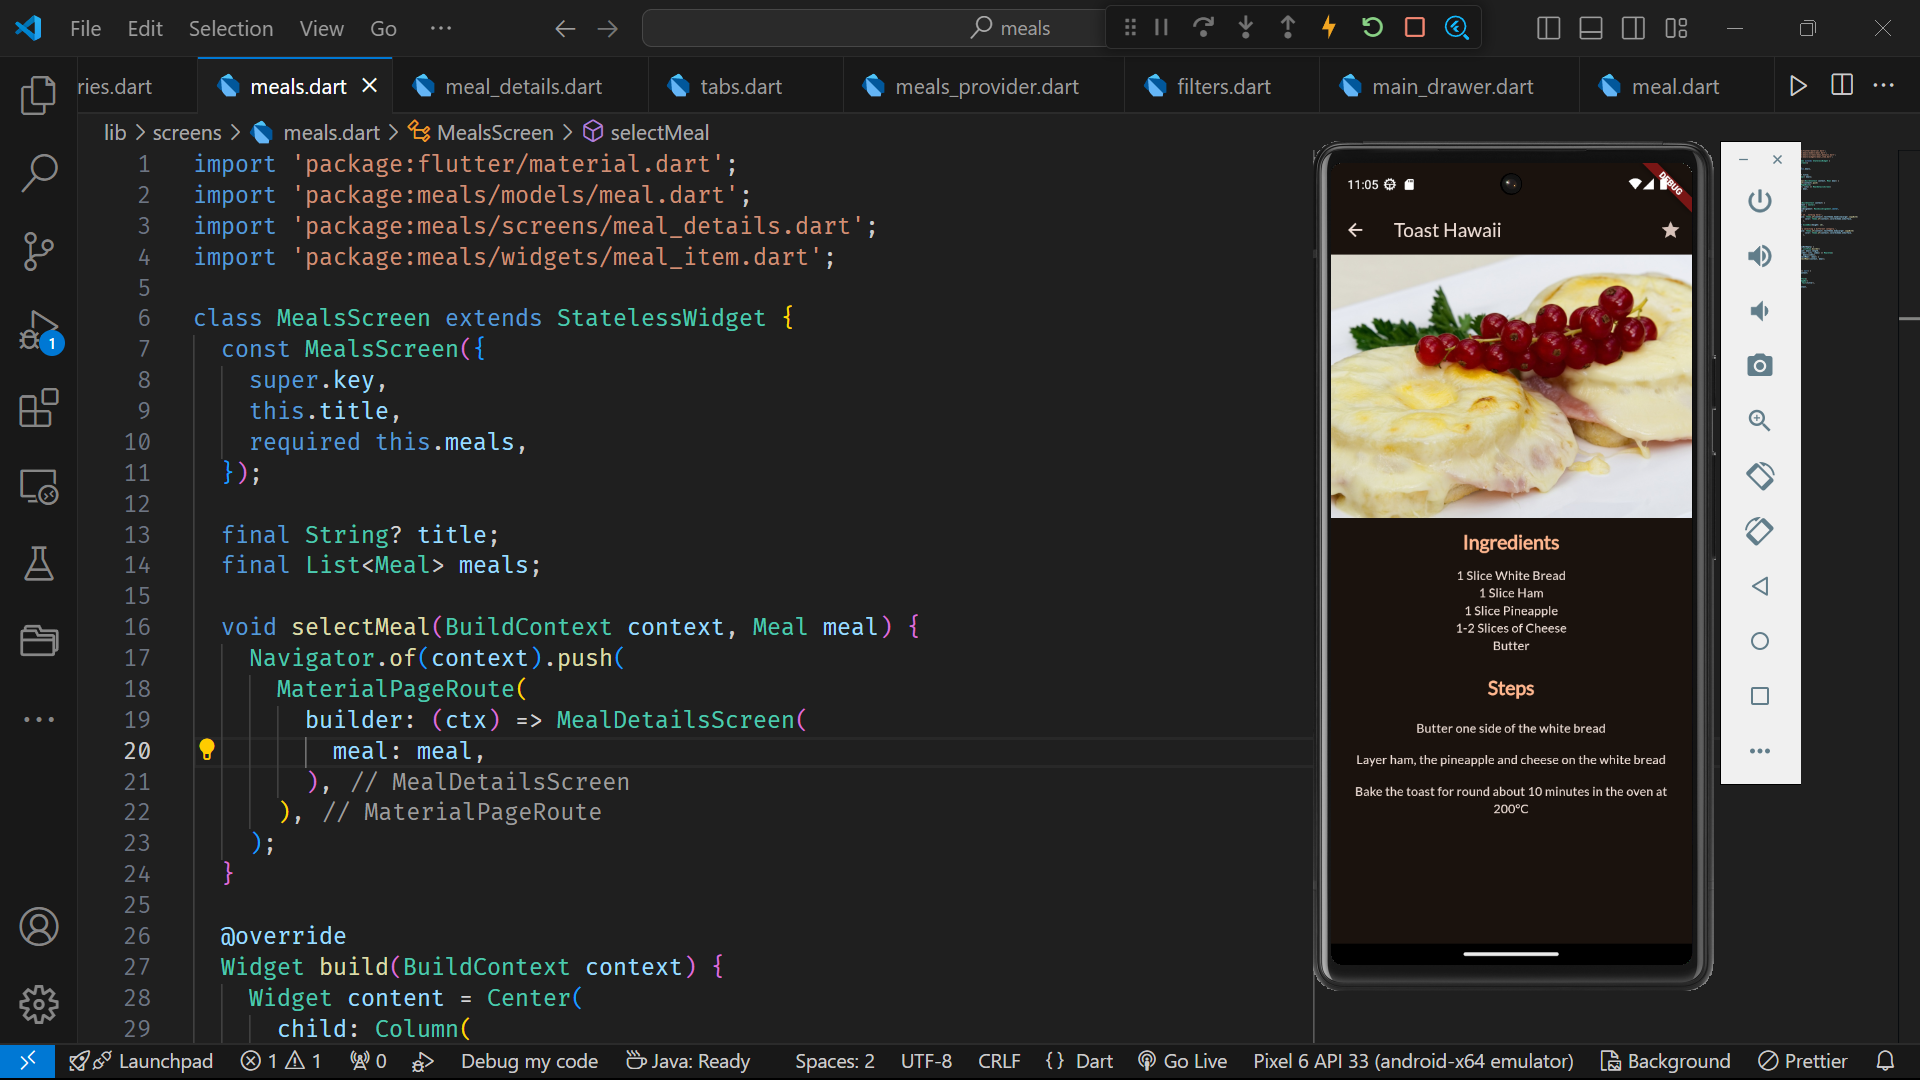 File Edit Selection View Go ···
meals
ries.dart meals.dart meal_details.dart tabs.dart meals_provider.dart filters.dart main_drawer.dart meal.dart
lib > screens > meals.dart > MealsScreen > selectMeal
1 import 'package:flutter/material.dart';
2 import 'package:meals/models/meal.dart';
3 import 'package:meals/screens/meal_details.dart';
4 import 'package:meals/widgets/meal_item.dart';
5
6 class MealsScreen extends StatelessWidget {
7 const MealsScreen({
8 super.key,
9 this.title,
10 required this.meals,
11 });
12
13 final String? title;
14 final List<Meal> meals;
15
16 void selectMeal(BuildContext context, Meal meal) {
17 Navigator.of(context).push(
18 MaterialPageRoute(
19 builder: (ctx) => MealDetailsScreen(
20 meal: meal,
21 ), // MealDetailsScreen
22 ), // MaterialPageRoute
23 );
24 }
25
26 @override
27 Widget build(BuildContext context) {
28 Widget content = Center(
29 child: Column(
1
11:05
DEBUG
Toast Hawaii
Ingredients
1 Slice White Bread
1 Slice Ham
1 Slice Pineapple
1-2 Slices of Cheese
Butter
Steps
Butter one side of the white bread
Layer ham, the pineapple and cheese on the white bread
Bake the toast for round about 10 minutes in the oven at
200°C
Launchpad 1 1 0 Debug my code Java: Ready Spaces: 2 UTF-8 CRLF {} Dart Go Live Pixel 6 API 33 (android-x64 emulator) Background Prettier